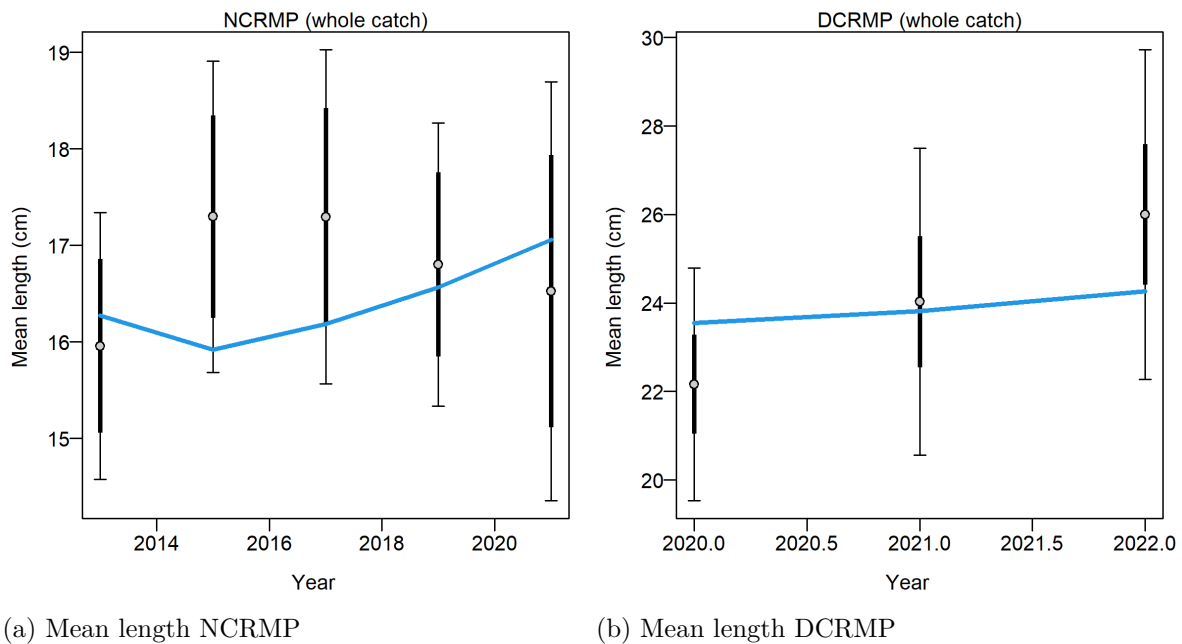 NCRMP (whole catch)
19
18
17
16
15
Mean length (cm)
2014 2016 2018 2020
Year
(a) Mean length NCRMP
DCRMP (whole catch)
30
28
26
24
22
20
Mean length (cm)
2020.0 2020.5 2021.0 2021.5 2022.0
Year
(b) Mean length DCRMP